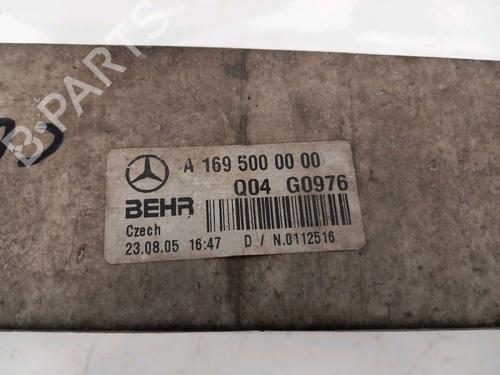 B-PARTS
A 169 500 00 00
Q04 G0976
BEHR
Czech
23.08.05 16:47 D / N.0112516